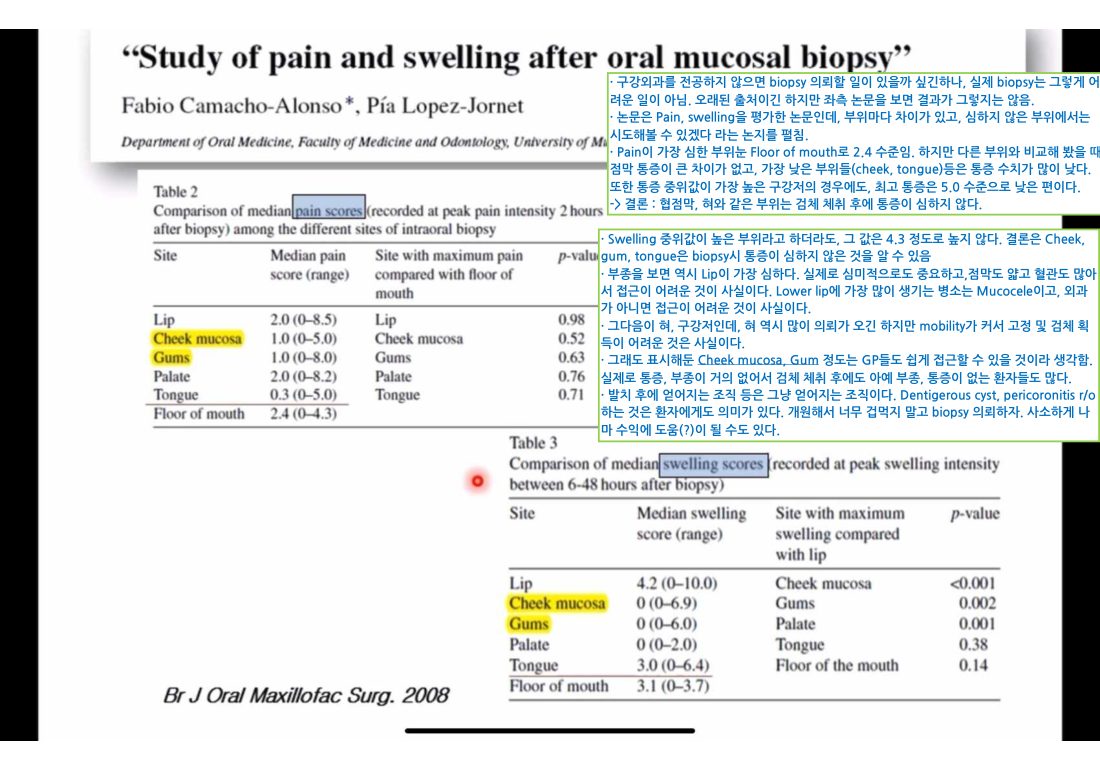 “Study of pain and swelling after oral mucosal biopsy”
Fabio Camacho-Alonso *, Pía Lopez-Jornet
Department of Oral Medicine, Faculty of Medicine and Odontology, University of Mu
· 구강외과를 전공하지 않으면 biopsy 의뢰할 일이 있을까 싶긴하나, 실제 biopsy는 그렇게 어
려운 일이 아님. 오래된 출처이긴 하지만 좌측 논문을 보면 결과가 그렇지는 않음.
· 논문은 Pain, swelling을 평가한 논문인데, 부위마다 차이가 있고, 심하지 않은 부위에서는
시도해볼 수 있겠다 라는 논지를 펼침.
· Pain이 가장 심한 부위눈 Floor of mouth로 2.4 수준임. 하지만 다른 부위와 비교해 봤을 때
점막 통증이 큰 차이가 없고, 가장 낮은 부위들(cheek, tongue)등은 통증 수치가 많이 낮다.
또한 통증 중위값이 가장 높은 구강저의 경우에도, 최고 통증은 5.0 수준으로 낮은 편이다.
-> 결론 : 협점막, 혀와 같은 부위는 검체 채취 후에 통증이 심하지 않다.
Table 2
Comparison of median pain scores (recorded at peak pain intensity 2 hours
after biopsy) among the different sites of intraoral biopsy
Site Median pain score (range) Site with maximum pain compared with floor of mouth p-valu
Lip 2.0 (0–8.5) Lip 0.98
Cheek mucosa 1.0 (0–5.0) Cheek mucosa 0.52
Gums 1.0 (0–8.0) Gums 0.63
Palate 2.0 (0–8.2) Palate 0.76
Tongue 0.3 (0–5.0) Tongue 0.71
Floor of mouth 2.4 (0–4.3)
· Swelling 중위값이 높은 부위라고 하더라도, 그 값은 4.3 정도로 높지 않다. 결론은 Cheek,
gum, tongue은 biopsy시 통증이 심하지 않은 것을 알 수 있음
· 부종을 보면 역시 Lip이 가장 심하다. 실제로 심미적으로도 중요하고,점막도 얇고 혈관도 많아
서 접근이 어려운 것이 사실이다. Lower lip에 가장 많이 생기는 병소는 Mucocele이고, 외과
가 아니면 접근이 어려운 것이 사실이다.
· 그다음이 혀, 구강저인데, 혀 역시 많이 의뢰가 오긴 하지만 mobility가 커서 고정 및 검체 획
득이 어려운 것은 사실이다.
· 그래도 표시해둔 Cheek mucosa, Gum 정도는 GP들도 쉽게 접근할 수 있을 것이라 생각함.
실제로 통증, 부종이 거의 없어서 검체 채취 후에도 아예 부종, 통증이 없는 환자들도 많다.
· 발치 후에 얻어지는 조직 등은 그냥 얻어지는 조직이다. Dentigerous cyst, pericoronitis r/o
하는 것은 환자에게도 의미가 있다. 개원해서 너무 겁먹지 말고 biopsy 의뢰하자. 사소하게 나
마 수익에 도움(?)이 될 수도 있다.
Table 3
Comparison of median swelling scores (recorded at peak swelling intensity
between 6-48 hours after biopsy)
Site Median swelling score (range) Site with maximum swelling compared with lip p-value
Lip 4.2 (0–10.0) Cheek mucosa <0.001
Cheek mucosa 0 (0–6.9) Gums 0.002
Gums 0 (0–6.0) Palate 0.001
Palate 0 (0–2.0) Tongue 0.38
Tongue 3.0 (0–6.4) Floor of the mouth 0.14
Floor of mouth 3.1 (0–3.7)
Br J Oral Maxillofac Surg. 2008